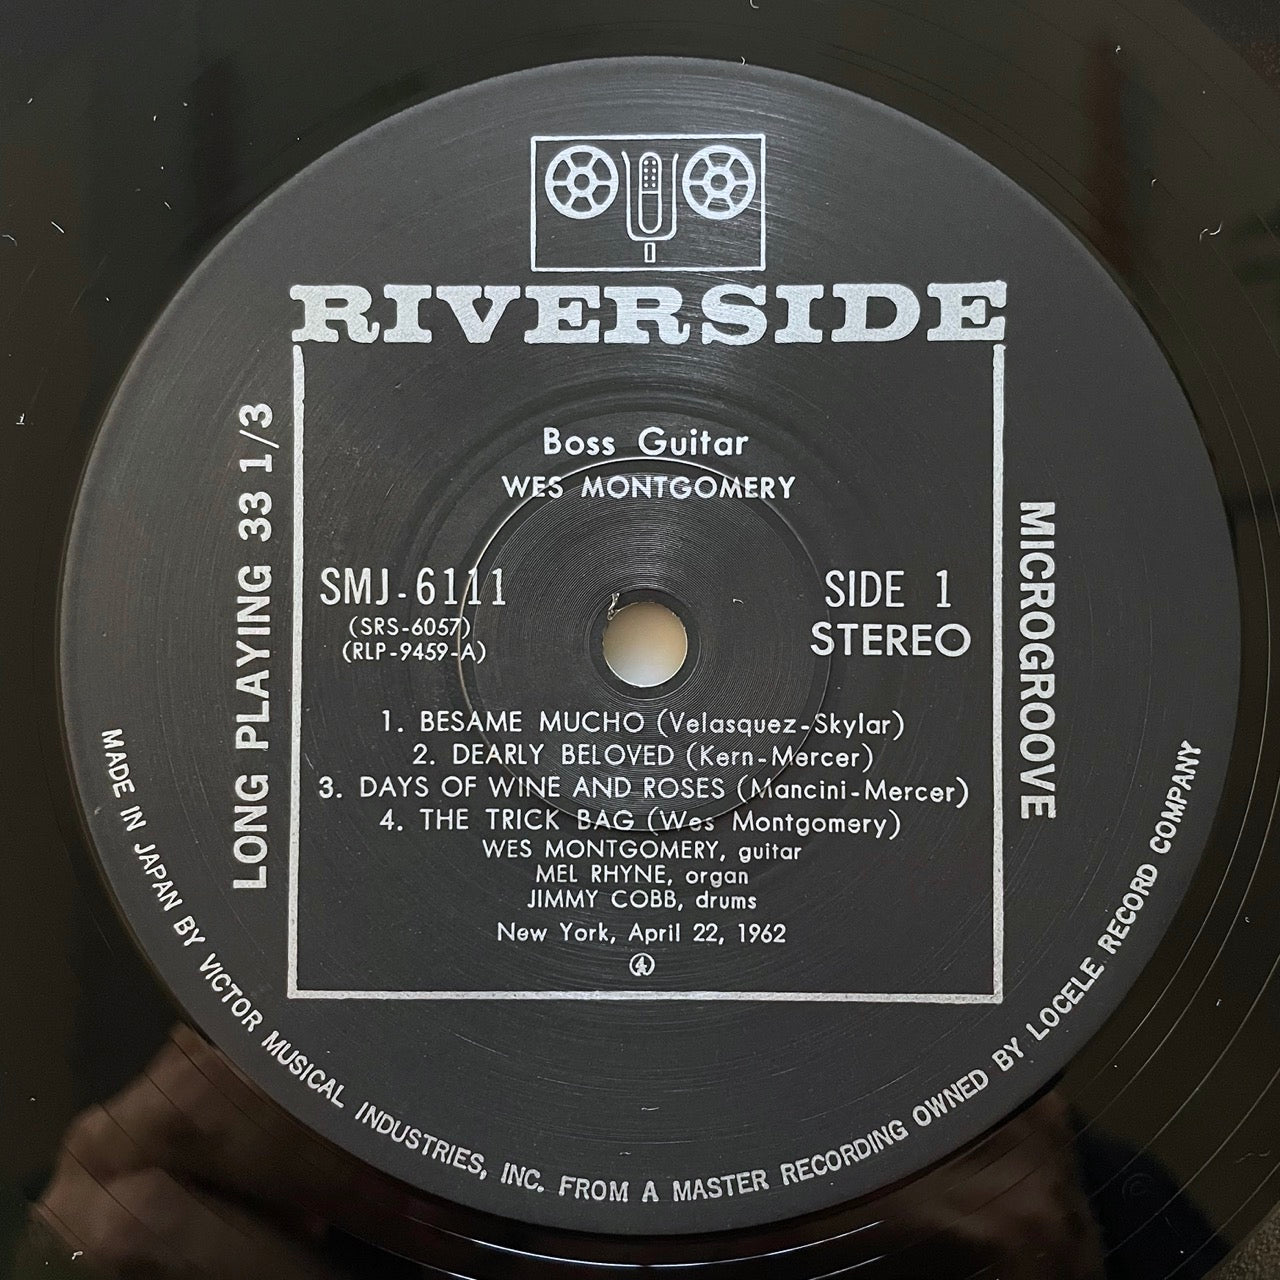 RIVERSIDE
LONG PLAYING 33 1/3
MICROGROOVE
Boss Guitar
WES MONTGOMERY
SMJ-6111
(SRS-6057)
(RLP-9459-A)
SIDE 1
STEREO
1. BESAME MUCHO (Velasquez-Skylar)
2. DEARLY BELOVED (Kern-Mercer)
3. DAYS OF WINE AND ROSES (Mancini-Mercer)
4. THE TRICK BAG (Wes Montgomery)
WES MONTGOMERY, guitar
MEL RHYNE, organ
JIMMY COBB, drums
New York, April 22, 1962
MADE IN JAPAN BY VICTOR MUSICAL INDUSTRIES, INC. FROM A MASTER RECORDING OWNED BY LOCELE RECORD COMPANY